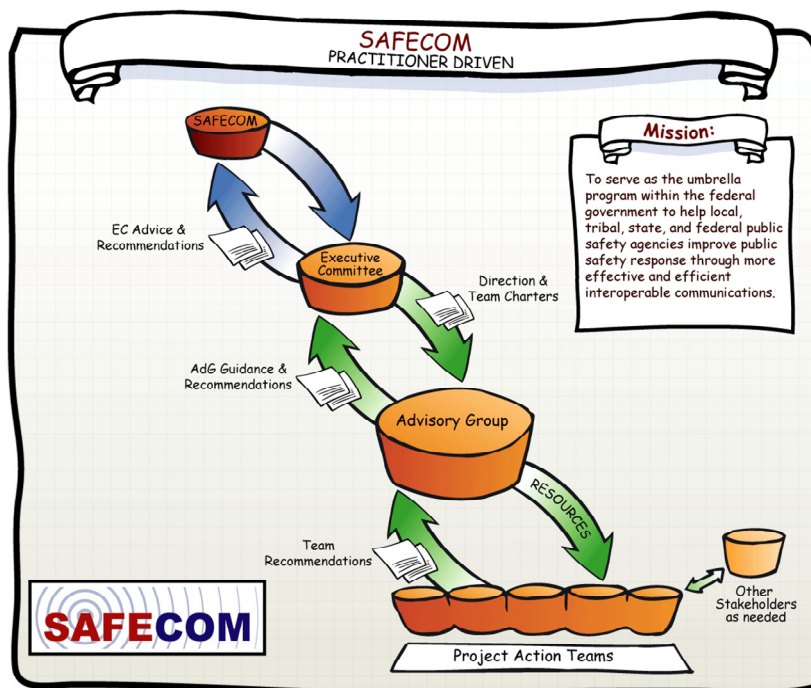 SAFECOM
PRACTITIONER DRIVEN
SAFECOM
Mission:
To serve as the umbrella
program within the federal
government to help local,
tribal, state, and federal public
safety agencies improve public
safety response through more
effective and efficient
interoperable communications.
EC Advice &
Recommendations
Executive
Committee
Direction &
Team Charters
AdG Guidance &
Recommendations
Advisory Group
RESOURCES
Team
Recommendations
Other
Stakeholders
as needed
SAFECOM
Project Action Teams